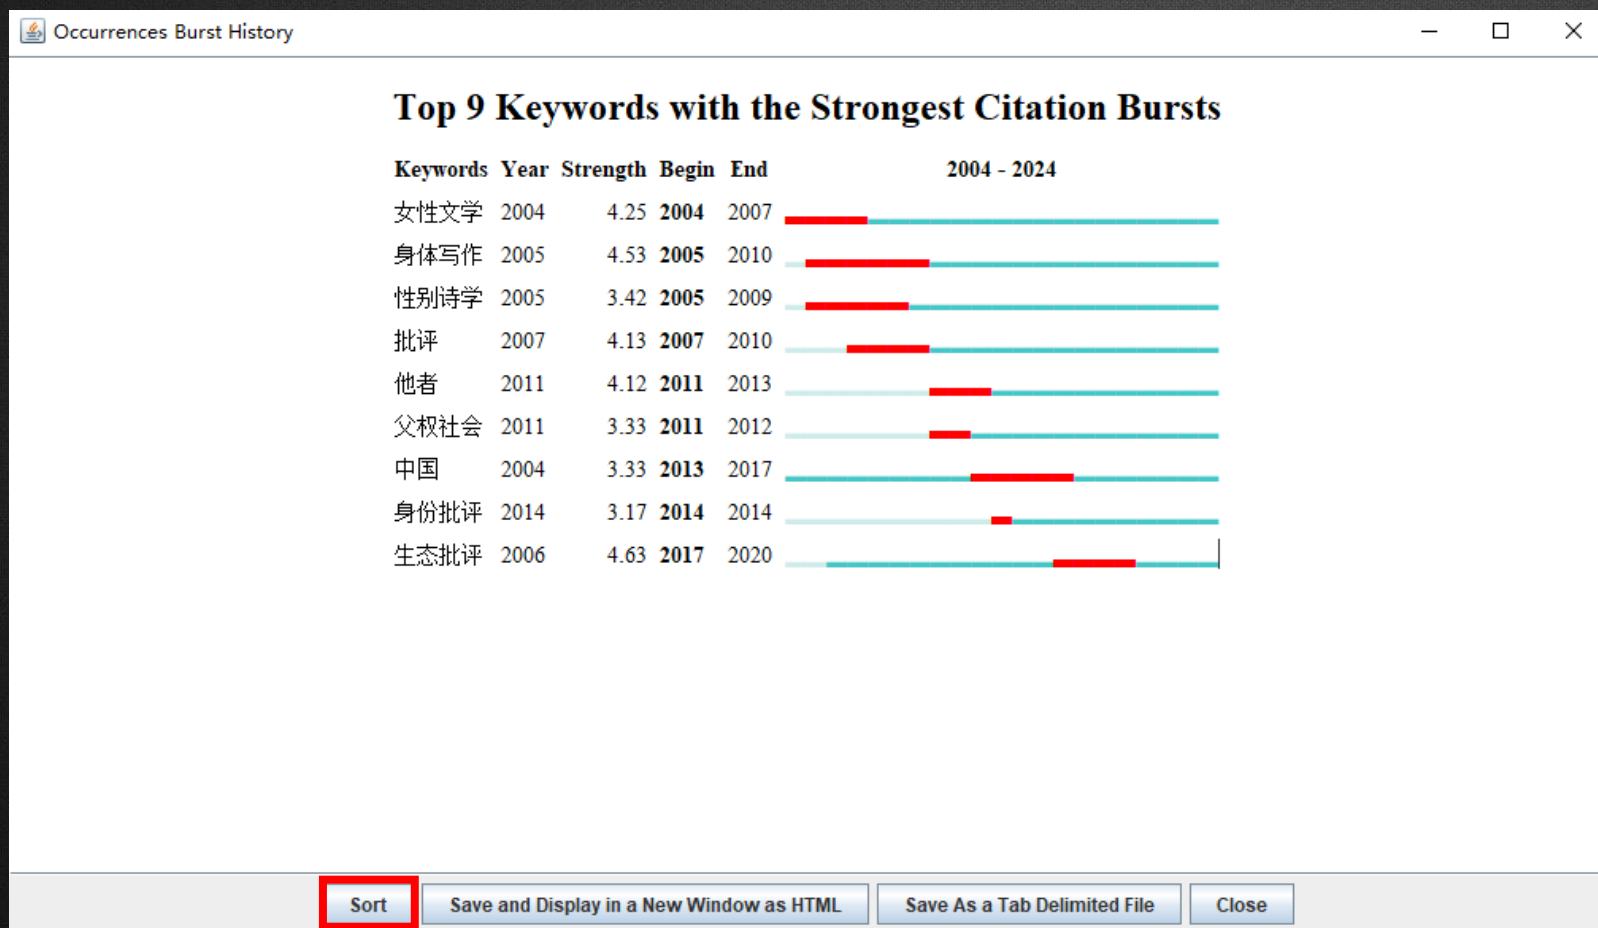 Occurrences Burst History
Top 9 Keywords with the Strongest Citation Bursts
Keywords Year Strength Begin End 2004 - 2024
女性文学 2004 4.25 2004 2007
身体写作 2005 4.53 2005 2010
性别诗学 2005 3.42 2005 2009
批评 2007 4.13 2007 2010
他者 2011 4.12 2011 2013
父权社会 2011 3.33 2011 2012
中国 2004 3.33 2013 2017
身份批评 2014 3.17 2014 2014
生态批评 2006 4.63 2017 2020
Sort Save and Display in a New Window as HTML Save As a Tab Delimited File Close